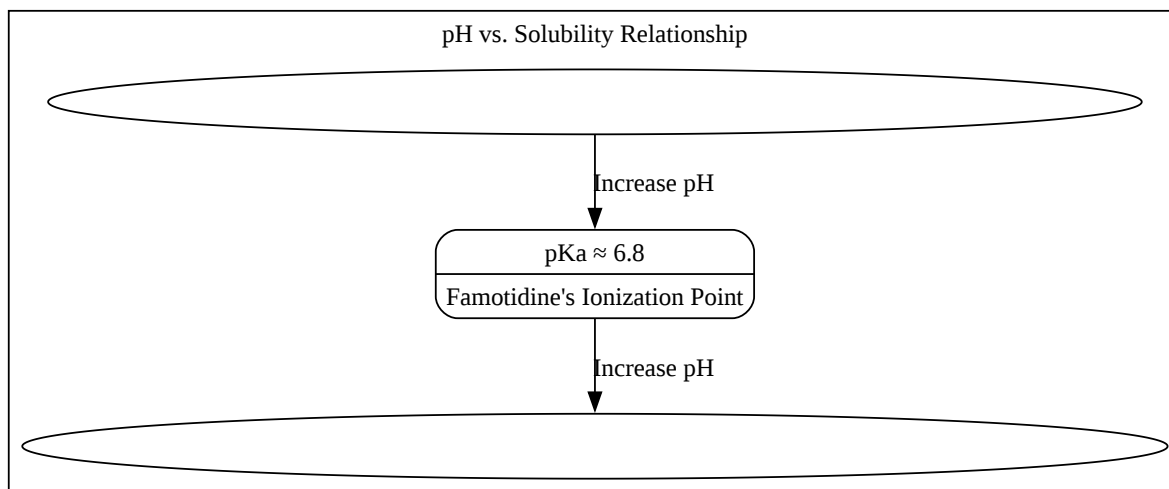 pH vs. Solubility Relationship
Increase pH
pKa ≈ 6.8
Famotidine's Ionization Point
Increase pH